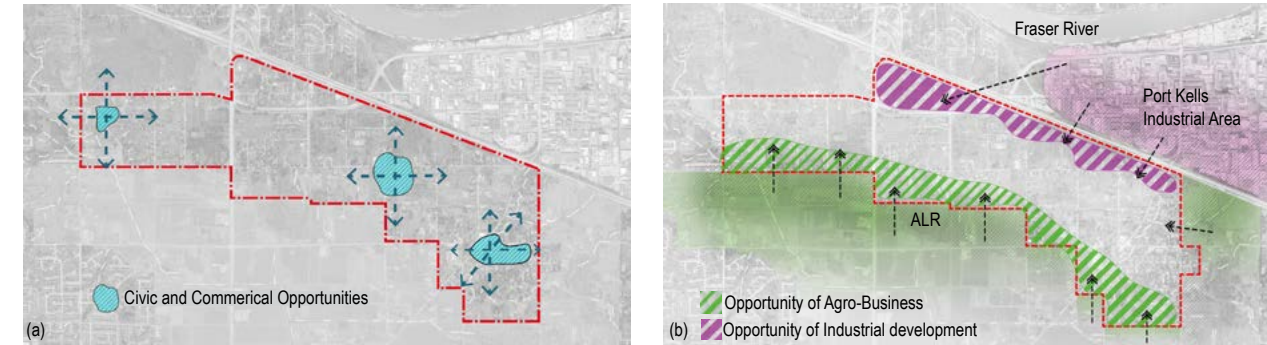 Civic and Commerical Opportunities
(a)
Fraser River
Port Kells
Industrial Area
ALR
Opportunity of Agro-Business
Opportunity of Industrial development
(b)